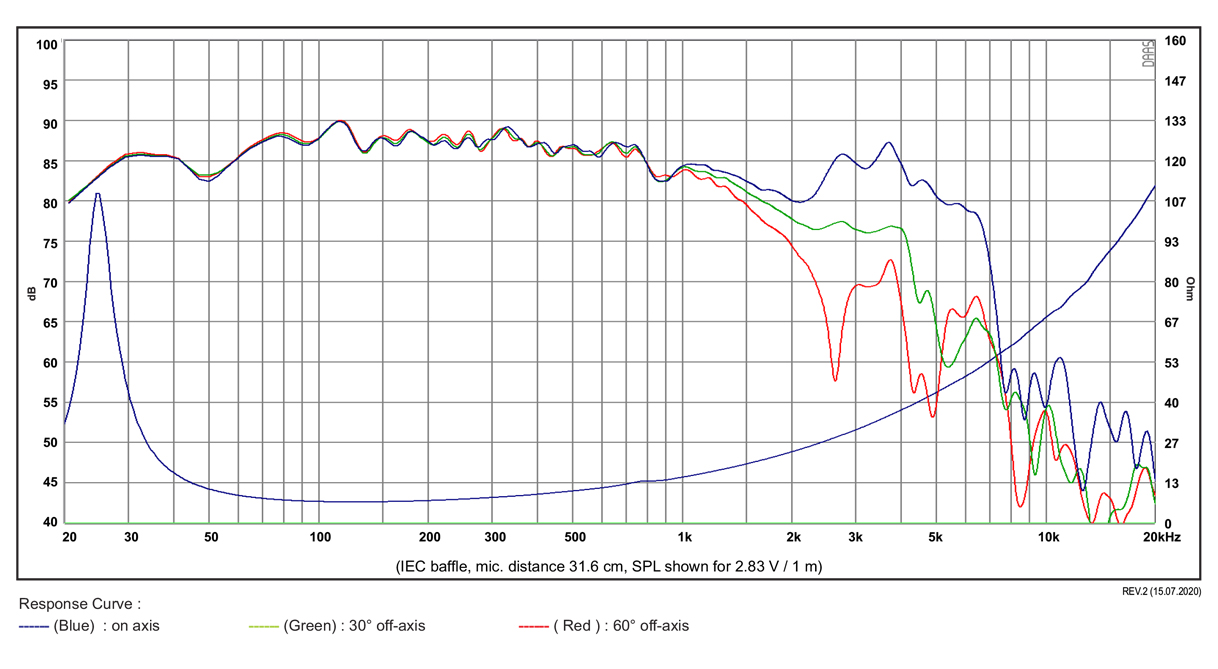 100 160
95 147
90 133
85 120
80 107
75 93
70 80
65 67
60 53
55 40
50 27
45 13
40 0
dB
Ohm
DAAS
20 30 50 100 200 300 500 1k 2k 3k 5k 10k 20kHz
(IEC baffle, mic. distance 31.6 cm, SPL shown for 2.83 V / 1 m)
REV.2 (15.07.2020)
Response Curve :
(Blue) : on axis (Green) : 30° off-axis ( Red ) : 60° off-axis